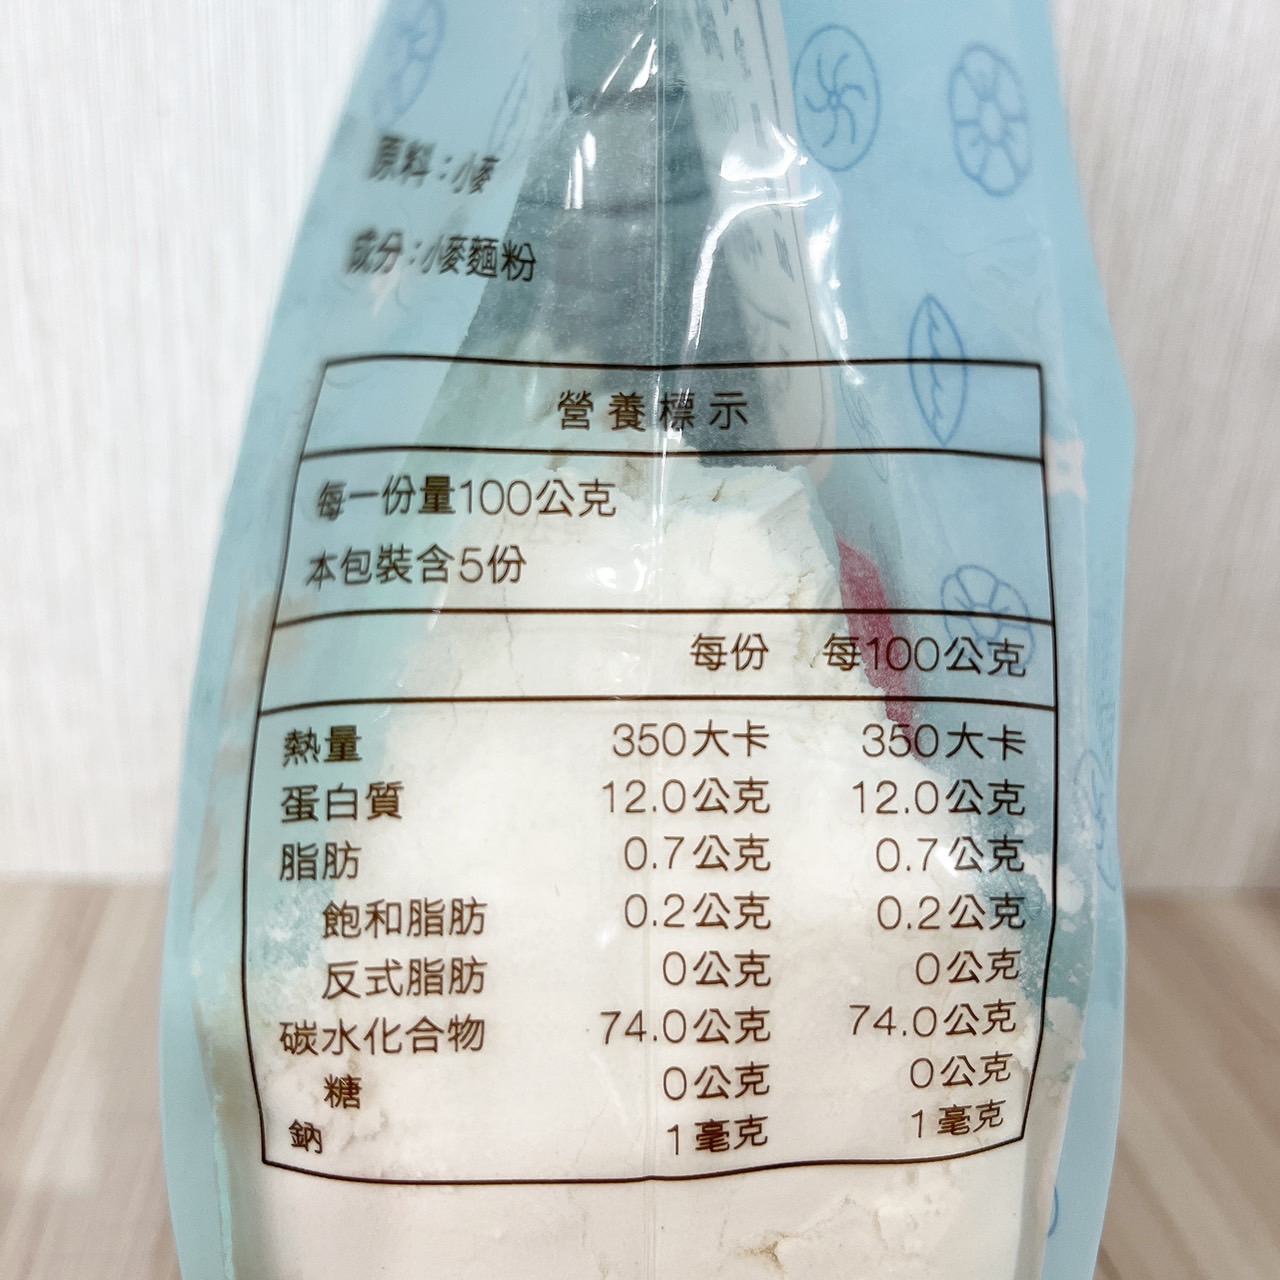 原料：小麥
成分：小麥麵粉
營養標示
每一份量100公克
本包裝含5份
每份 每100公克
熱量 350大卡 350大卡
蛋白質 12.0公克 12.0公克
脂肪 0.7公克 0.7公克
飽和脂肪 0.2公克 0.2公克
反式脂肪 0公克 0公克
碳水化合物 74.0公克 74.0公克
糖 0公克 0公克
鈉 1毫克 1毫克